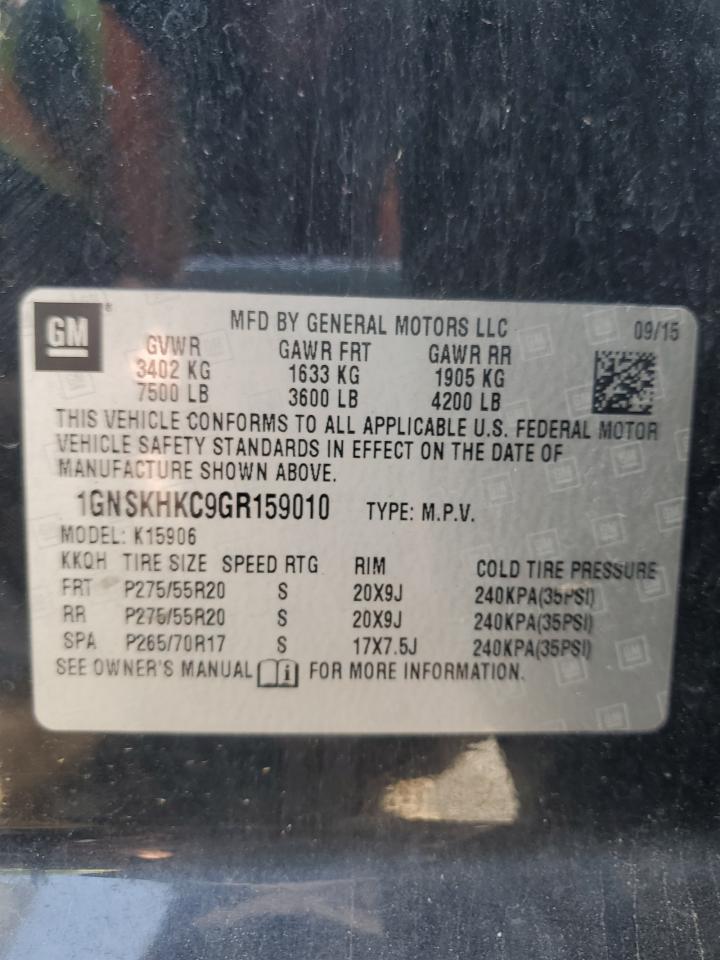 GM
MFD BY GENERAL MOTORS LLC 09/15
GVWR GAWR FRT GAWR RR
3402 KG 1633 KG 1905 KG
7500 LB 3600 LB 4200 LB
THIS VEHICLE CONFORMS TO ALL APPLICABLE U.S. FEDERAL MOTOR
VEHICLE SAFETY STANDARDS IN EFFECT ON THE DATE OF
MANUFACTURE SHOWN ABOVE.
1GNSKHKC9GR159010 TYPE: M.P.V.
MODEL: K15906
KKQH TIRE SIZE SPEED RTG RIM COLD TIRE PRESSURE
FRT P275/55R20 S 20X9J 240KPA(35PSI)
RR P275/55R20 S 20X9J 240KPA(35PSI)
SPA P265/70R17 S 17X7.5J 240KPA(35PSI)
SEE OWNER'S MANUAL FOR MORE INFORMATION.